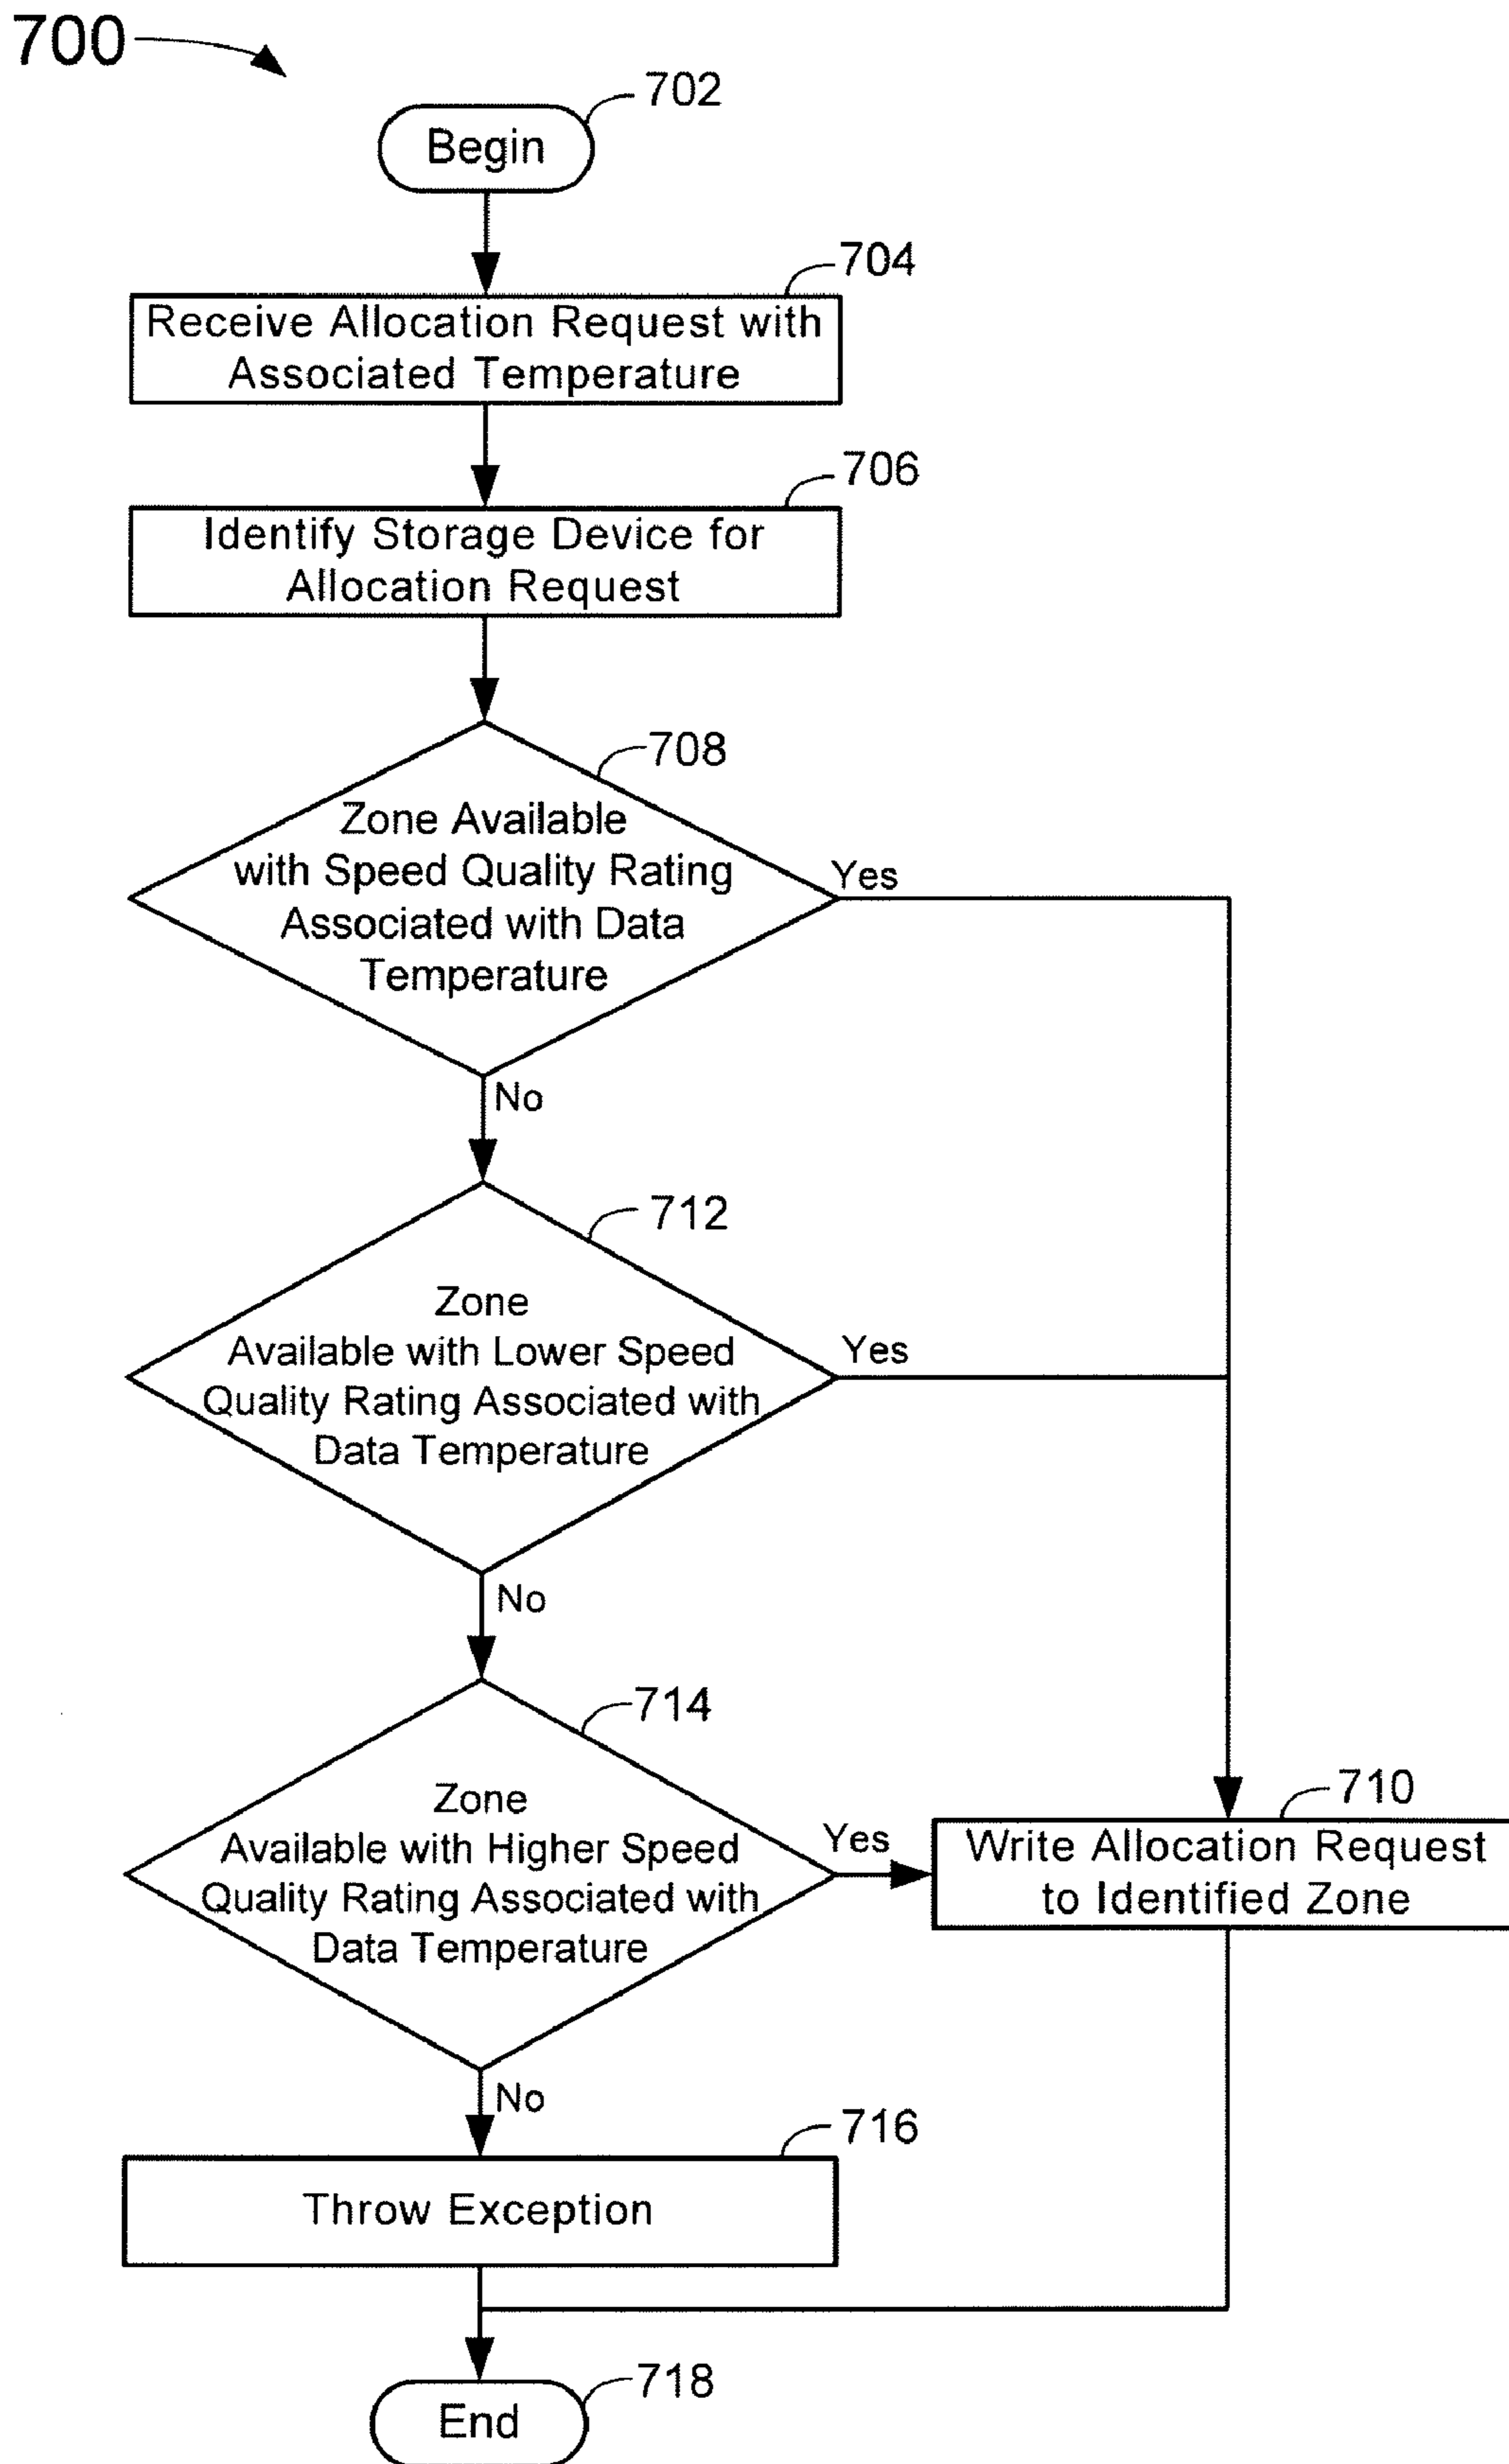 700
702
Begin
704
Receive Allocation Request with
Associated Temperature
706
Identify Storage Device for
Allocation Request
708
Zone Available
with Speed Quality Rating
Associated with Data
Temperature
Yes
No
712
Zone
Available with Lower Speed
Quality Rating Associated with
Data Temperature
Yes
No
714
Zone
Available with Higher Speed
Quality Rating Associated with
Data Temperature
Yes
710
Write Allocation Request
to Identified Zone
No
716
Throw Exception
718
End